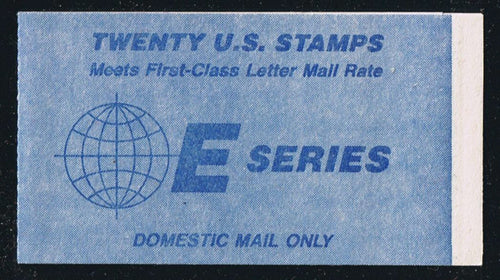 TWENTY U.S. STAMPS
Meets First-Class Letter Mail Rate
E SERIES
DOMESTIC MAIL ONLY